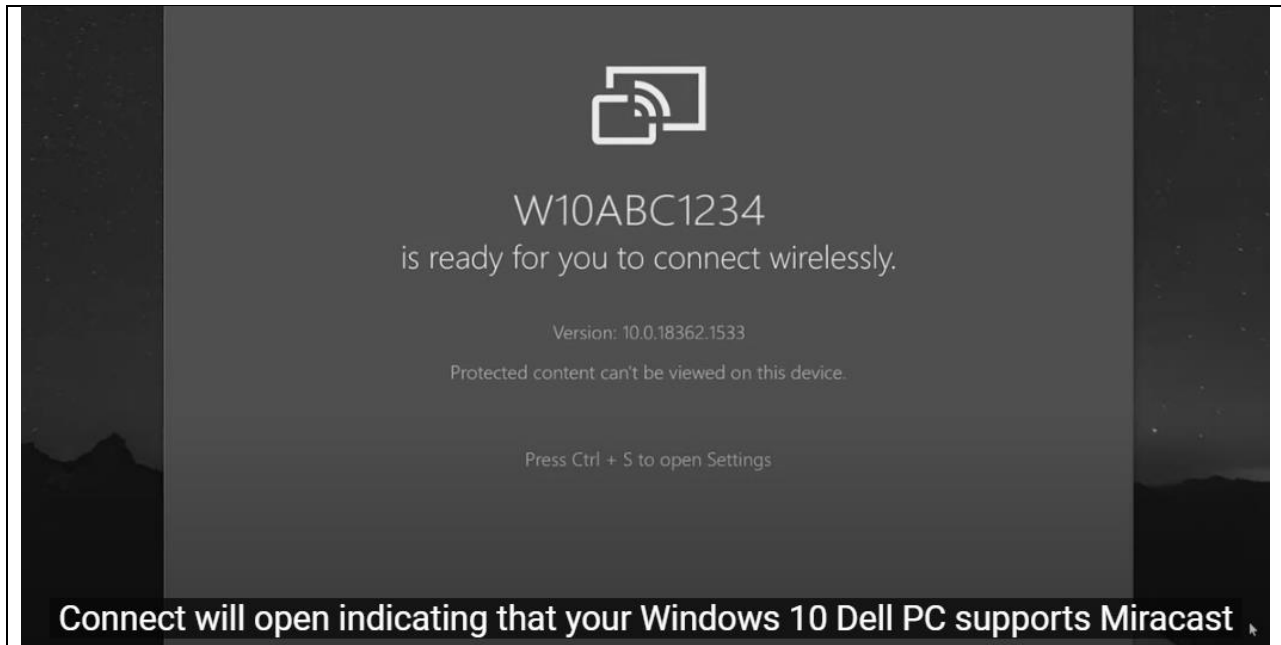 W10ABC1234
is ready for you to connect wirelessly.
Version: 10.0.18362.1533
Protected content can't be viewed on this device.
Press Ctrl + S to open Settings
Connect will open indicating that your Windows 10 Dell PC supports Miracast